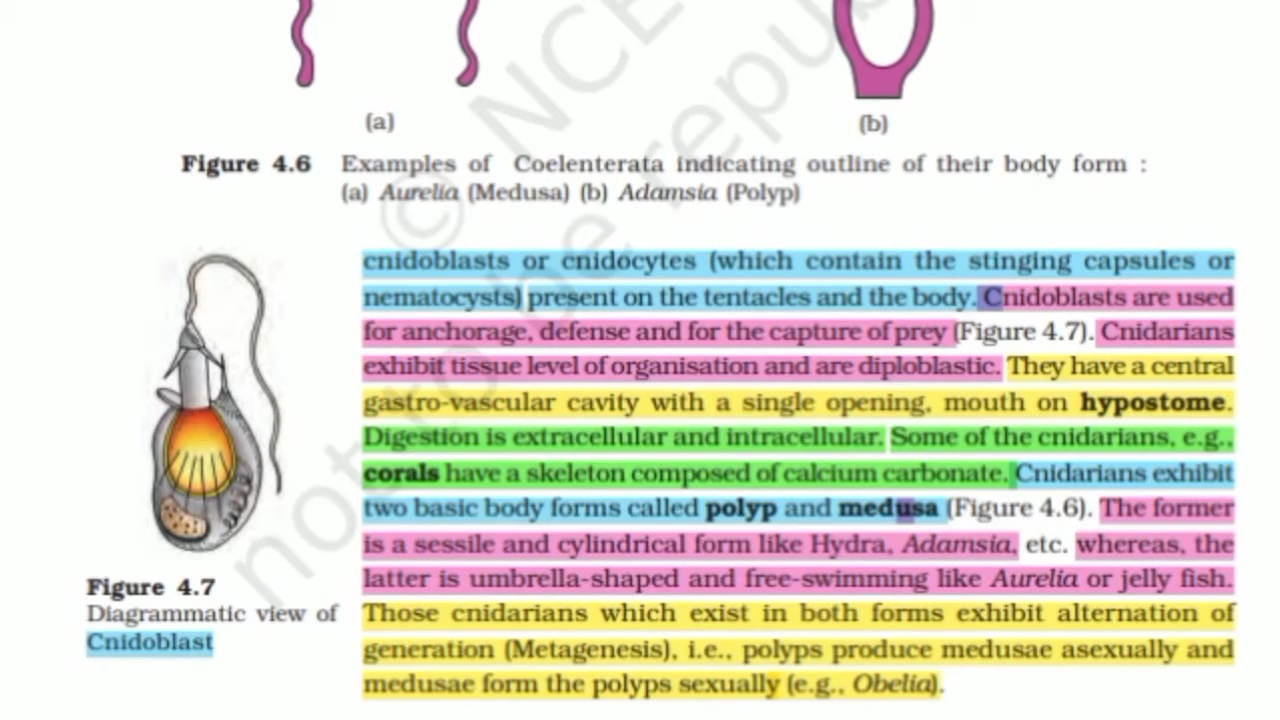 (a)
(b)
Figure 4.6 Examples of Coelenterata indicating outline of their body form :
(a) Aurelia (Medusa) (b) Adamsia (Polyp)
cnidoblasts or cnidocytes (which contain the stinging capsules or
nematocysts) present on the tentacles and the body. Cnidoblasts are used
for anchorage, defense and for the capture of prey (Figure 4.7). Cnidarians
exhibit tissue level of organisation and are diploblastic. They have a central
gastro-vascular cavity with a single opening, mouth on hypostome.
Digestion is extracellular and intracellular. Some of the cnidarians, e.g.,
corals have a skeleton composed of calcium carbonate. Cnidarians exhibit
two basic body forms called polyp and medusa (Figure 4.6). The former
is a sessile and cylindrical form like Hydra, Adamsia, etc. whereas, the
latter is umbrella-shaped and free-swimming like Aurelia or jelly fish.
Those cnidarians which exist in both forms exhibit alternation of
generation (Metagenesis), i.e., polyps produce medusae asexually and
medusae form the polyps sexually (e.g., Obelia).
Figure 4.7
Diagrammatic view of
Cnidoblast
© NCE
not to be repub